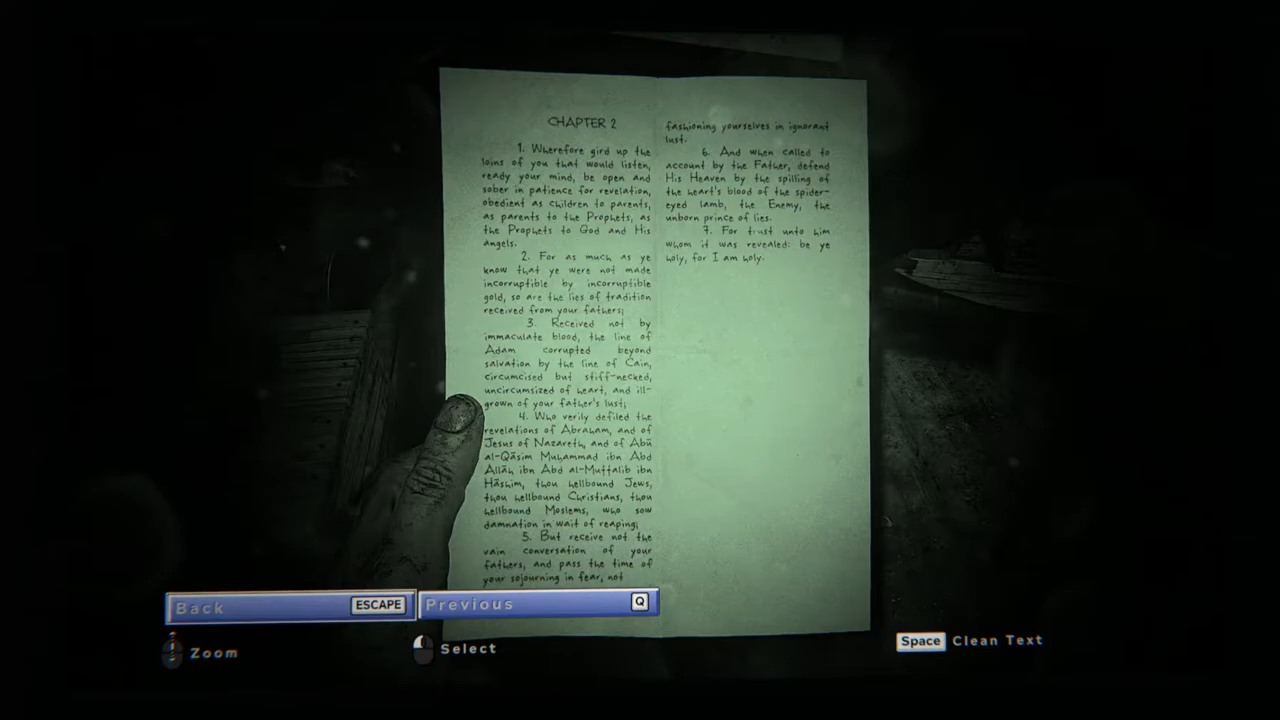 CHAPTER 2
1. Wherefore gird up the
loins of you that would listen,
ready your mind, be open and
sober in patience for revelation,
obedient as children to parents,
as parents to the Prophets, as
the Prophets to God and His
angels.
2. For as much as ye
know that ye were not made
incorruptible by incorruptible
gold, so are the lies of tradition
received from your fathers;
3. Received not by
immaculate blood, the line of
Adam corrupted beyond
salvation by the line of Cain,
circumcised but stiff-necked,
uncircumsized of heart, and ill-
grown of your father's lust;
4. Who verily defiled the
revelations of Abraham, and of
Jesus of Nazareth, and of Abū
al-Qāsim Muḥammad ibn Abd
Allāh ibn Abd al-Muṭṭalib ibn
Hāshim, thou hellbound Jews,
thou hellbound Christians, thou
hellbound Moslems, who sow
damnation in wait of reaping;
5. But receive not the
vain conversation of your
fathers, and pass the time of
your sojourning in fear, not
fashioning yourselves in ignorant
lust.
6. And when called to
account by the Father, defend
His Heaven by the spilling of
the heart's blood of the spider-
eyed lamb, the Enemy, the
unborn prince of lies.
7. For trust unto him
whom it was revealed: be ye
holy, for I am holy.
Back ESCAPE
Previous Q
Zoom
Select
Space Clean Text